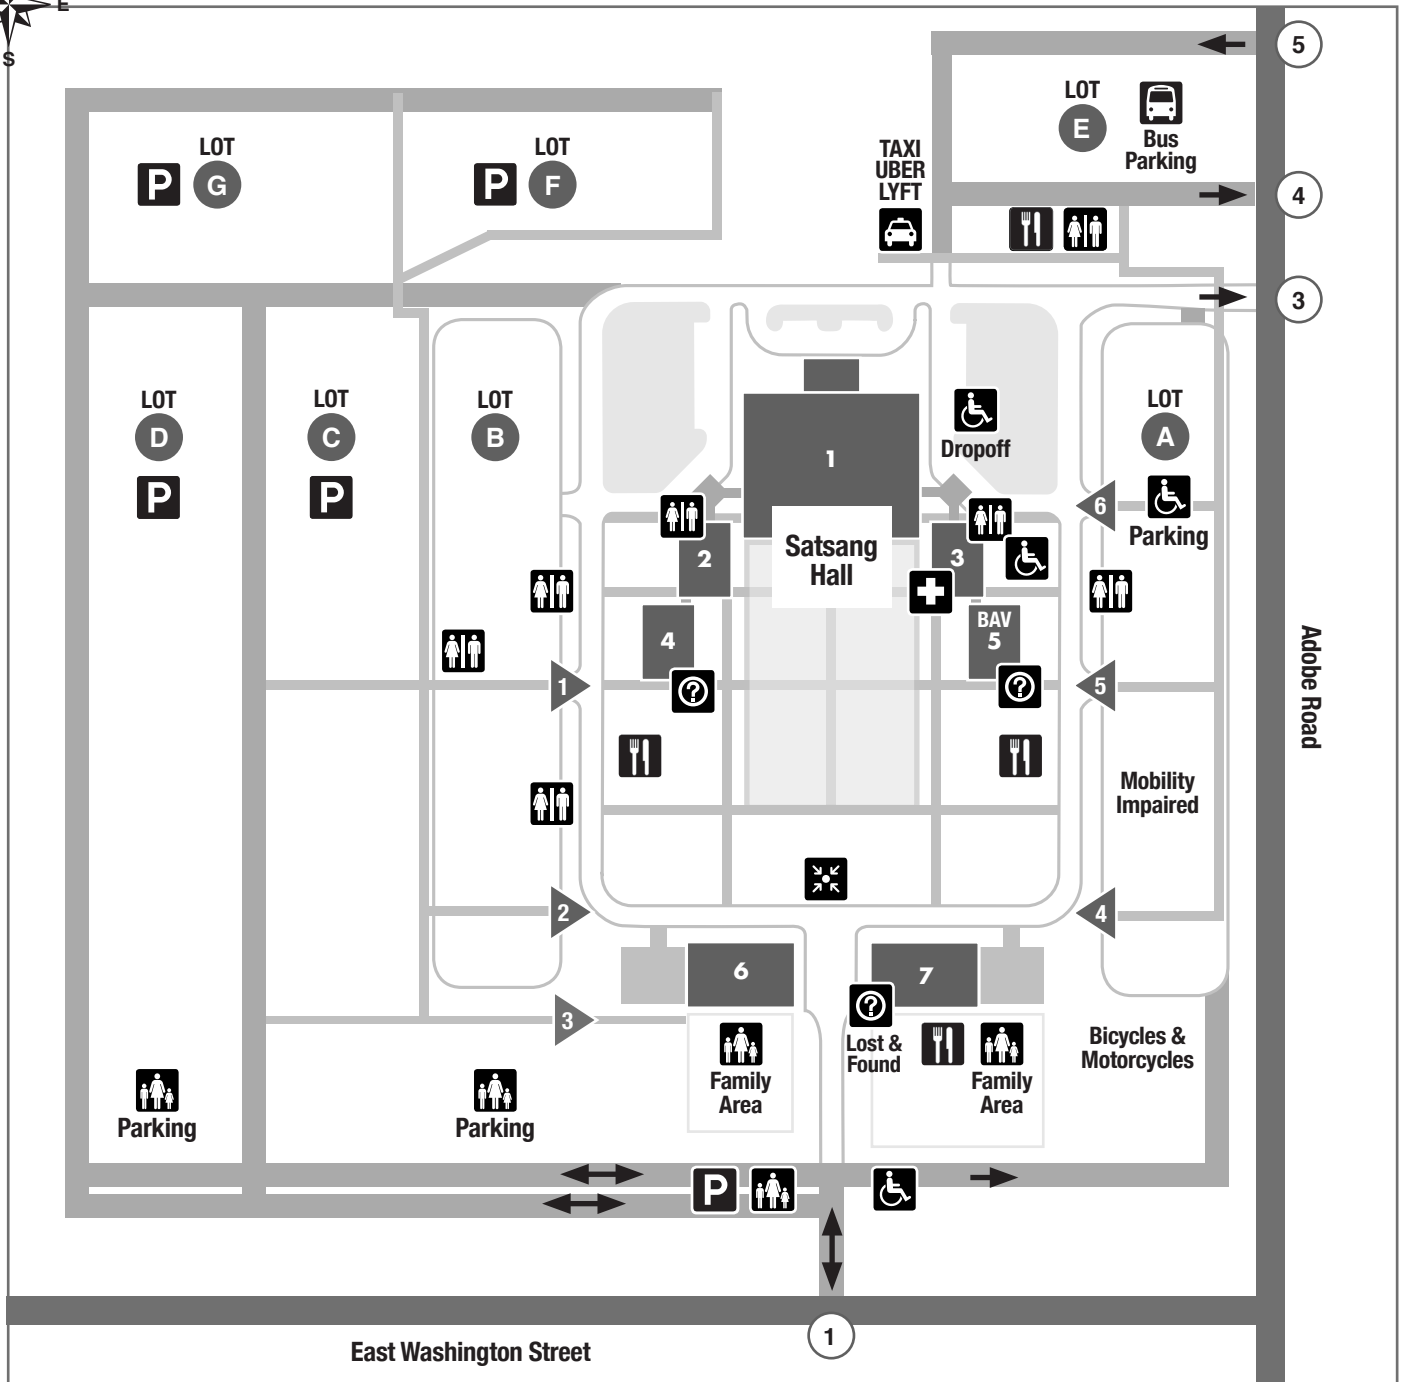 E
S
5
LOT
E
Bus
Parking
TAXI
UBER
LYFT
4
3
LOT
P
G
LOT
P
F
LOT
D
P
LOT
C
P
LOT
B
LOT
A
Parking
Dropoff
1
Satsang
Hall
2
3
4
BAV
5
?
?
6
5
4
1
2
3
Mobility
Impaired
6
7
?
Lost &
Found
Family
Area
Family
Area
Bicycles &
Motorcycles
Parking
Parking
P
Adobe Road
1
East Washington Street